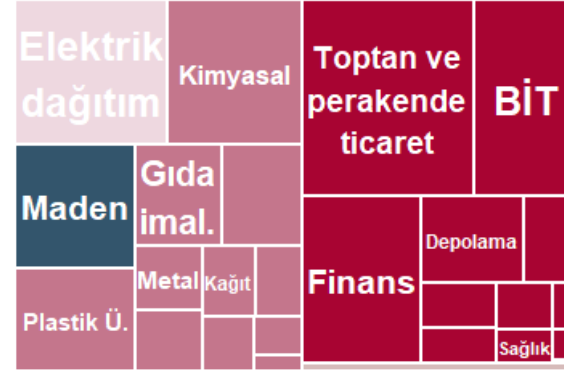 Elektrik
dağıtım
Kimyasal
Toptan ve
perakende
ticaret
BİT
Maden
Gıda
imal.
Finans
Depolama
Metal
Kağıt
Plastik Ü.
Sağlık